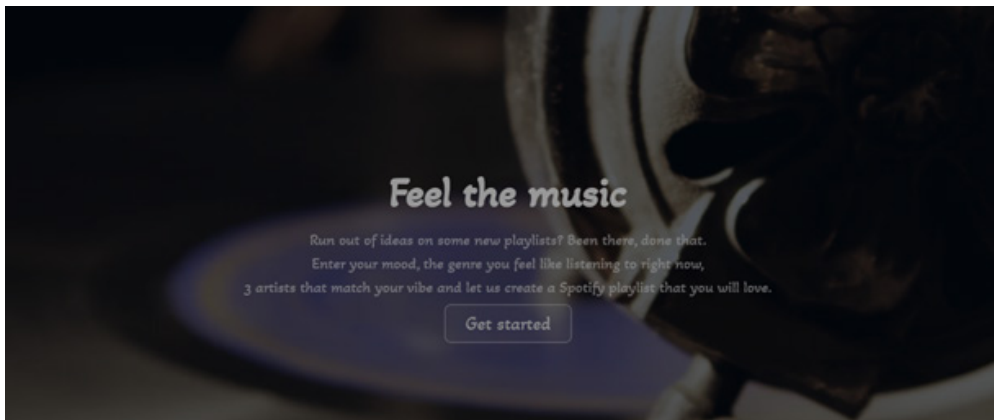 Feel the music
Run out of ideas on some new playlists? Been there, done that.
Enter your mood, the genre you feel like listening to right now,
3 artists that match your vibe and let us create a Spotify playlist that you will love.
Get started